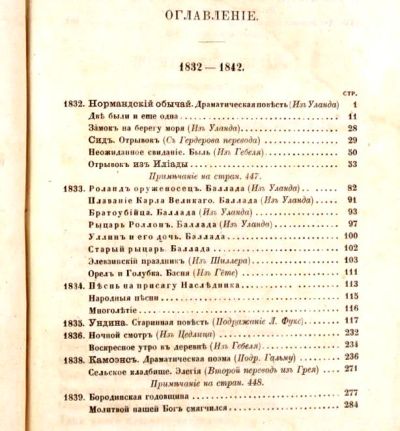 ОГЛАВЛЕНІЕ.
1832 — 1842.
СТР.
1832. Нормандскій обычай. Драматическая повѣсть (Изъ Уланда) 1
Двѣ были и еще одна 11
Замокъ на берегу моря (Изъ Уланда) 28
Сидъ. Отрывокъ (Съ Гердерова перевода) 29
Неожиданное свиданіе. Быль (Изъ Гебеля) 50
Отрывокъ изъ Иліады 53
Примѣчаніе на стран. 447.
1833. Роландъ оруженосецъ. Баллада (Изъ Уланда) 82
Плаваніе Карла Великаго. Баллада (Изъ Уланда) 91
Братоубійца. Баллада (Изъ Уланда) 93
Рыцарь Роллонъ. Баллада (Изъ Уланда) 97
Уллинъ и его дочь. Баллада 100
Старый рыцарь. Баллада 102
Элевзинскій праздникъ (Изъ Шиллера) 103
Орелъ и Голубка. Басня (Изъ Гёте) 111
1834. Пѣснь на присягу Наслѣдника 113
Народныя пѣсни 115
Многолѣтіе 116
1835. Ундина. Старинная повѣсть (Подражаніе Л. Фукс) 117
1836. Ночной смотръ (Изъ Цедлица) 232
Воскресное утро въ деревнѣ (Изъ Гебеля) 234
1838. Камоэнсъ. Драматическая поэма (Подр. Гальму) 236
Сельское кладбище. Элегія (Второй переводъ изъ Грея) 271
Примѣчаніе на стран. 448.
1839. Бородинская годовщина 277
Молитвой нашей Богъ смягчился 284